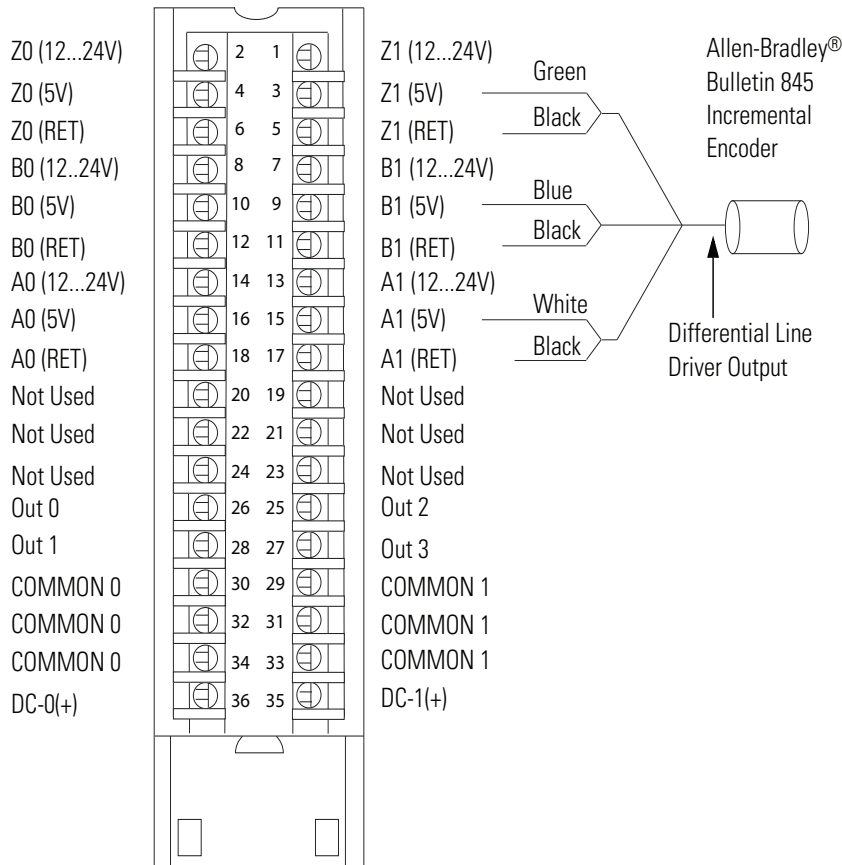 Z0 (12...24V) 2 1 Z1 (12...24V)
Z0 (5V) 4 3 Z1 (5V)
Z0 (RET) 6 5 Z1 (RET)
B0 (12...24V) 8 7 B1 (12...24V)
B0 (5V) 10 9 B1 (5V)
B0 (RET) 12 11 B1 (RET)
A0 (12...24V) 14 13 A1 (12...24V)
A0 (5V) 16 15 A1 (5V)
A0 (RET) 18 17 A1 (RET)
Not Used 20 19 Not Used
Not Used 22 21 Not Used
Not Used 24 23 Not Used
Out 0 26 25 Out 2
Out 1 28 27 Out 3
COMMON 0 30 29 COMMON 1
COMMON 0 32 31 COMMON 1
COMMON 0 34 33 COMMON 1
DC-0(+) 36 35 DC-1(+)
Green
Black
Blue
Black
White
Black
Allen-Bradley®
Bulletin 845
Incremental
Encoder
Differential Line
Driver Output